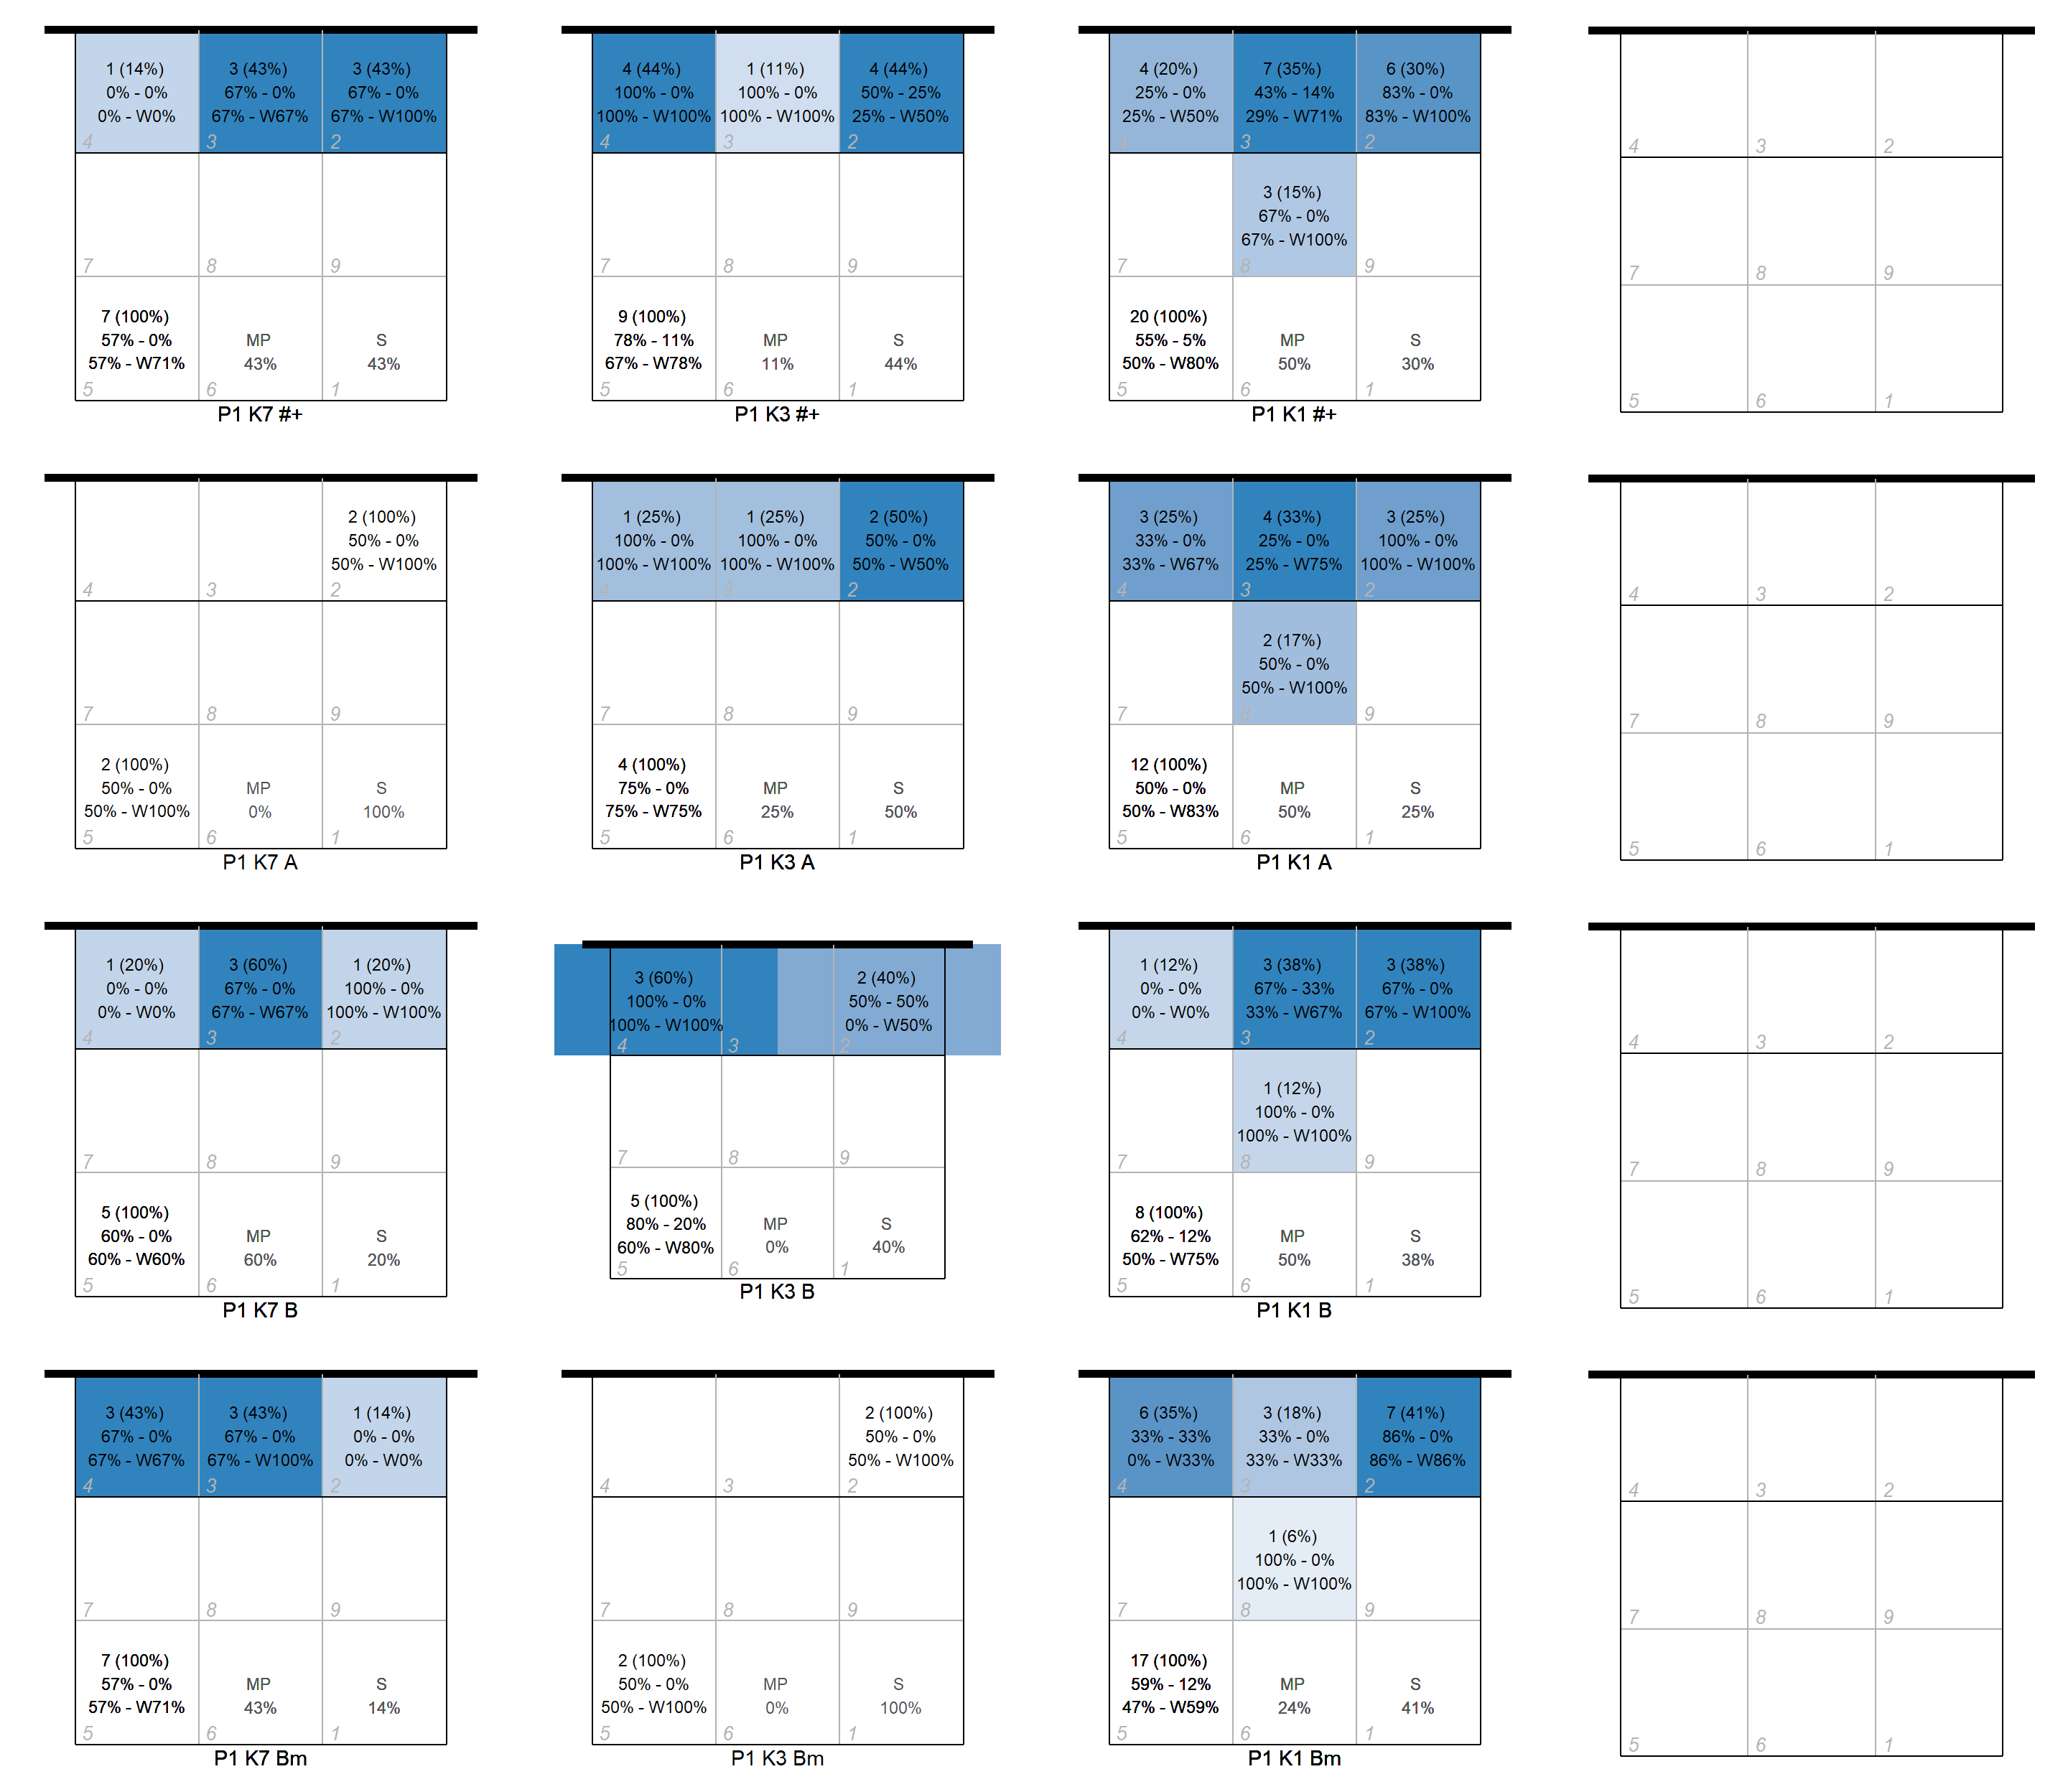 1 (14%)
0% - 0%
0% - W0%
4
3 (43%)
67% - 0%
67% - W67%
3
3 (43%)
67% - 0%
67% - W100%
2
7
8
9
7 (100%)
57% - 0%
57% - W71%
5
MP
43%
6
S
43%
1
P1 K7 #+
4 (44%)
100% - 0%
100% - W100%
4
1 (11%)
100% - 0%
100% - W100%
3
4 (44%)
50% - 25%
25% - W50%
2
7
8
9
9 (100%)
78% - 11%
67% - W78%
5
MP
11%
6
S
44%
1
P1 K3 #+
4 (20%)
25% - 0%
25% - W50%
4
7 (35%)
43% - 14%
29% - W71%
3
6 (30%)
83% - 0%
83% - W100%
2
7
3 (15%)
67% - 0%
67% - W100%
8
9
20 (100%)
55% - 5%
50% - W80%
5
MP
50%
6
S
30%
1
P1 K1 #+
4
3
2
7
8
9
5
6
1
4
3
2 (100%)
50% - 0%
50% - W100%
2
7
8
9
2 (100%)
50% - 0%
50% - W100%
5
MP
0%
6
S
100%
1
P1 K7 A
1 (25%)
100% - 0%
100% - W100%
4
1 (25%)
100% - 0%
100% - W100%
3
2 (50%)
50% - 0%
50% - W50%
2
7
8
9
4 (100%)
75% - 0%
75% - W75%
5
MP
25%
6
S
50%
1
P1 K3 A
3 (25%)
33% - 0%
33% - W67%
4
4 (33%)
25% - 0%
25% - W75%
3
3 (25%)
100% - 0%
100% - W100%
2
7
2 (17%)
50% - 0%
50% - W100%
8
9
12 (100%)
50% - 0%
50% - W83%
5
MP
50%
6
S
25%
1
P1 K1 A
4
3
2
7
8
9
5
6
1
1 (20%)
0% - 0%
0% - W0%
4
3 (60%)
67% - 0%
67% - W67%
3
1 (20%)
100% - 0%
100% - W100%
2
7
8
9
5 (100%)
60% - 0%
60% - W60%
5
MP
60%
6
S
20%
1
P1 K7 B
3 (60%)
100% - 0%
100% - W100%
4
3
2 (40%)
50% - 50%
0% - W50%
2
7
8
9
5 (100%)
80% - 20%
60% - W80%
5
MP
0%
6
S
40%
1
P1 K3 B
1 (12%)
0% - 0%
0% - W0%
4
3 (38%)
67% - 33%
33% - W67%
3
3 (38%)
67% - 0%
67% - W100%
2
7
1 (12%)
100% - 0%
100% - W100%
8
9
8 (100%)
62% - 12%
50% - W75%
5
MP
50%
6
S
38%
1
P1 K1 B
4
3
2
7
8
9
5
6
1
3 (43%)
67% - 0%
67% - W67%
4
3 (43%)
67% - 0%
67% - W100%
3
1 (14%)
0% - 0%
0% - W0%
2
7
8
9
7 (100%)
57% - 0%
57% - W71%
5
MP
43%
6
S
14%
1
P1 K7 Bm
4
3
2 (100%)
50% - 0%
50% - W100%
2
7
8
9
2 (100%)
50% - 0%
50% - W100%
5
MP
0%
6
S
100%
1
P1 K3 Bm
6 (35%)
33% - 33%
0% - W33%
4
3 (18%)
33% - 0%
33% - W33%
3
7 (41%)
86% - 0%
86% - W86%
2
7
1 (6%)
100% - 0%
100% - W100%
8
9
17 (100%)
59% - 12%
47% - W59%
5
MP
24%
6
S
41%
1
P1 K1 Bm
4
3
2
7
8
9
5
6
1